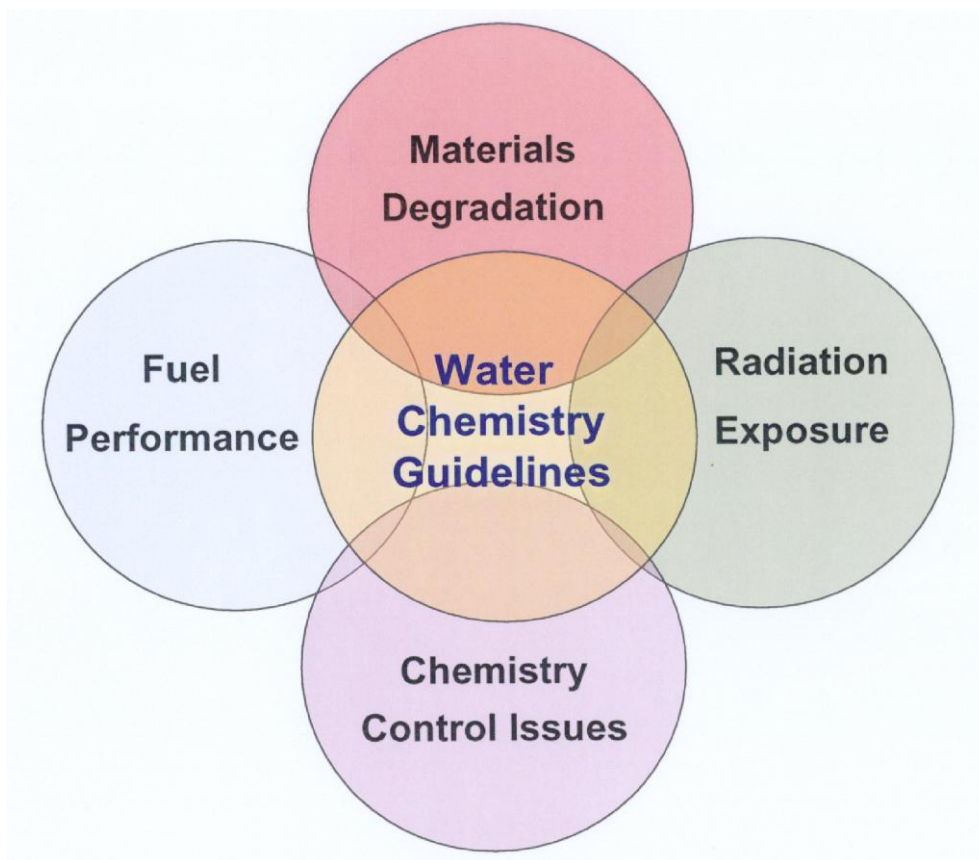 Materials
Degradation
Fuel
Performance
Water
Chemistry
Guidelines
Radiation
Exposure
Chemistry
Control Issues